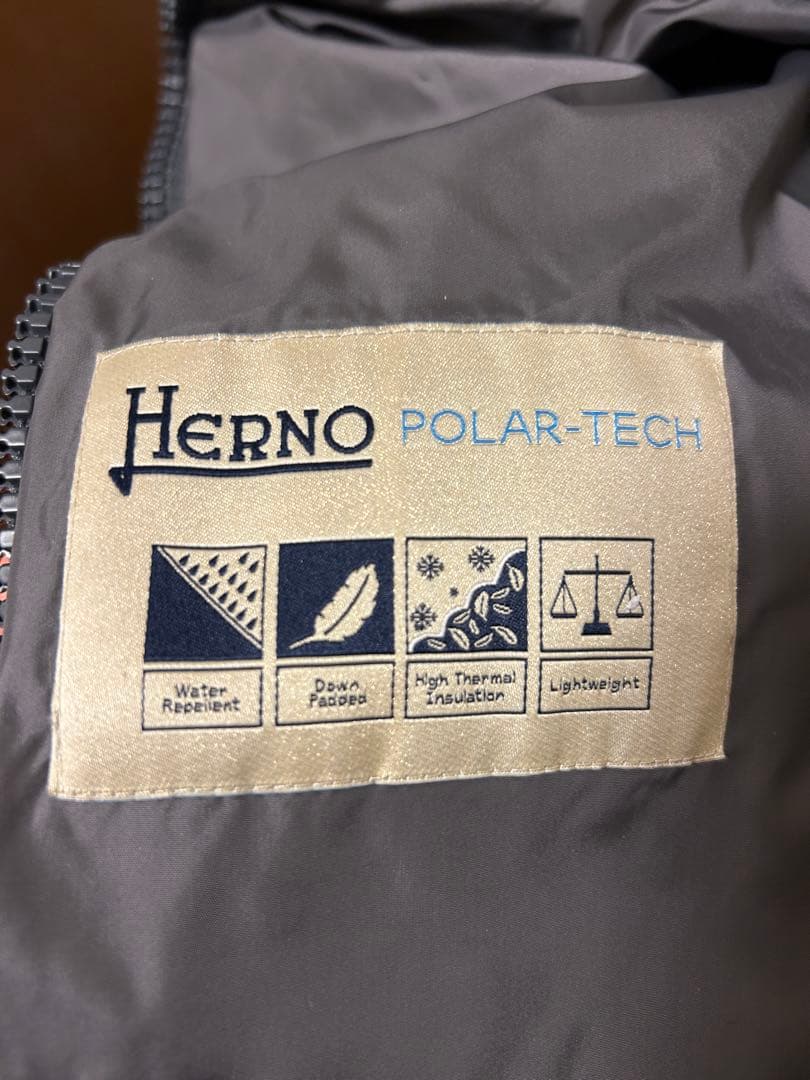 HERNO POLAR-TECH
Water
Repellent
Down
Padded
High Thermal
Insulation
Lightweight